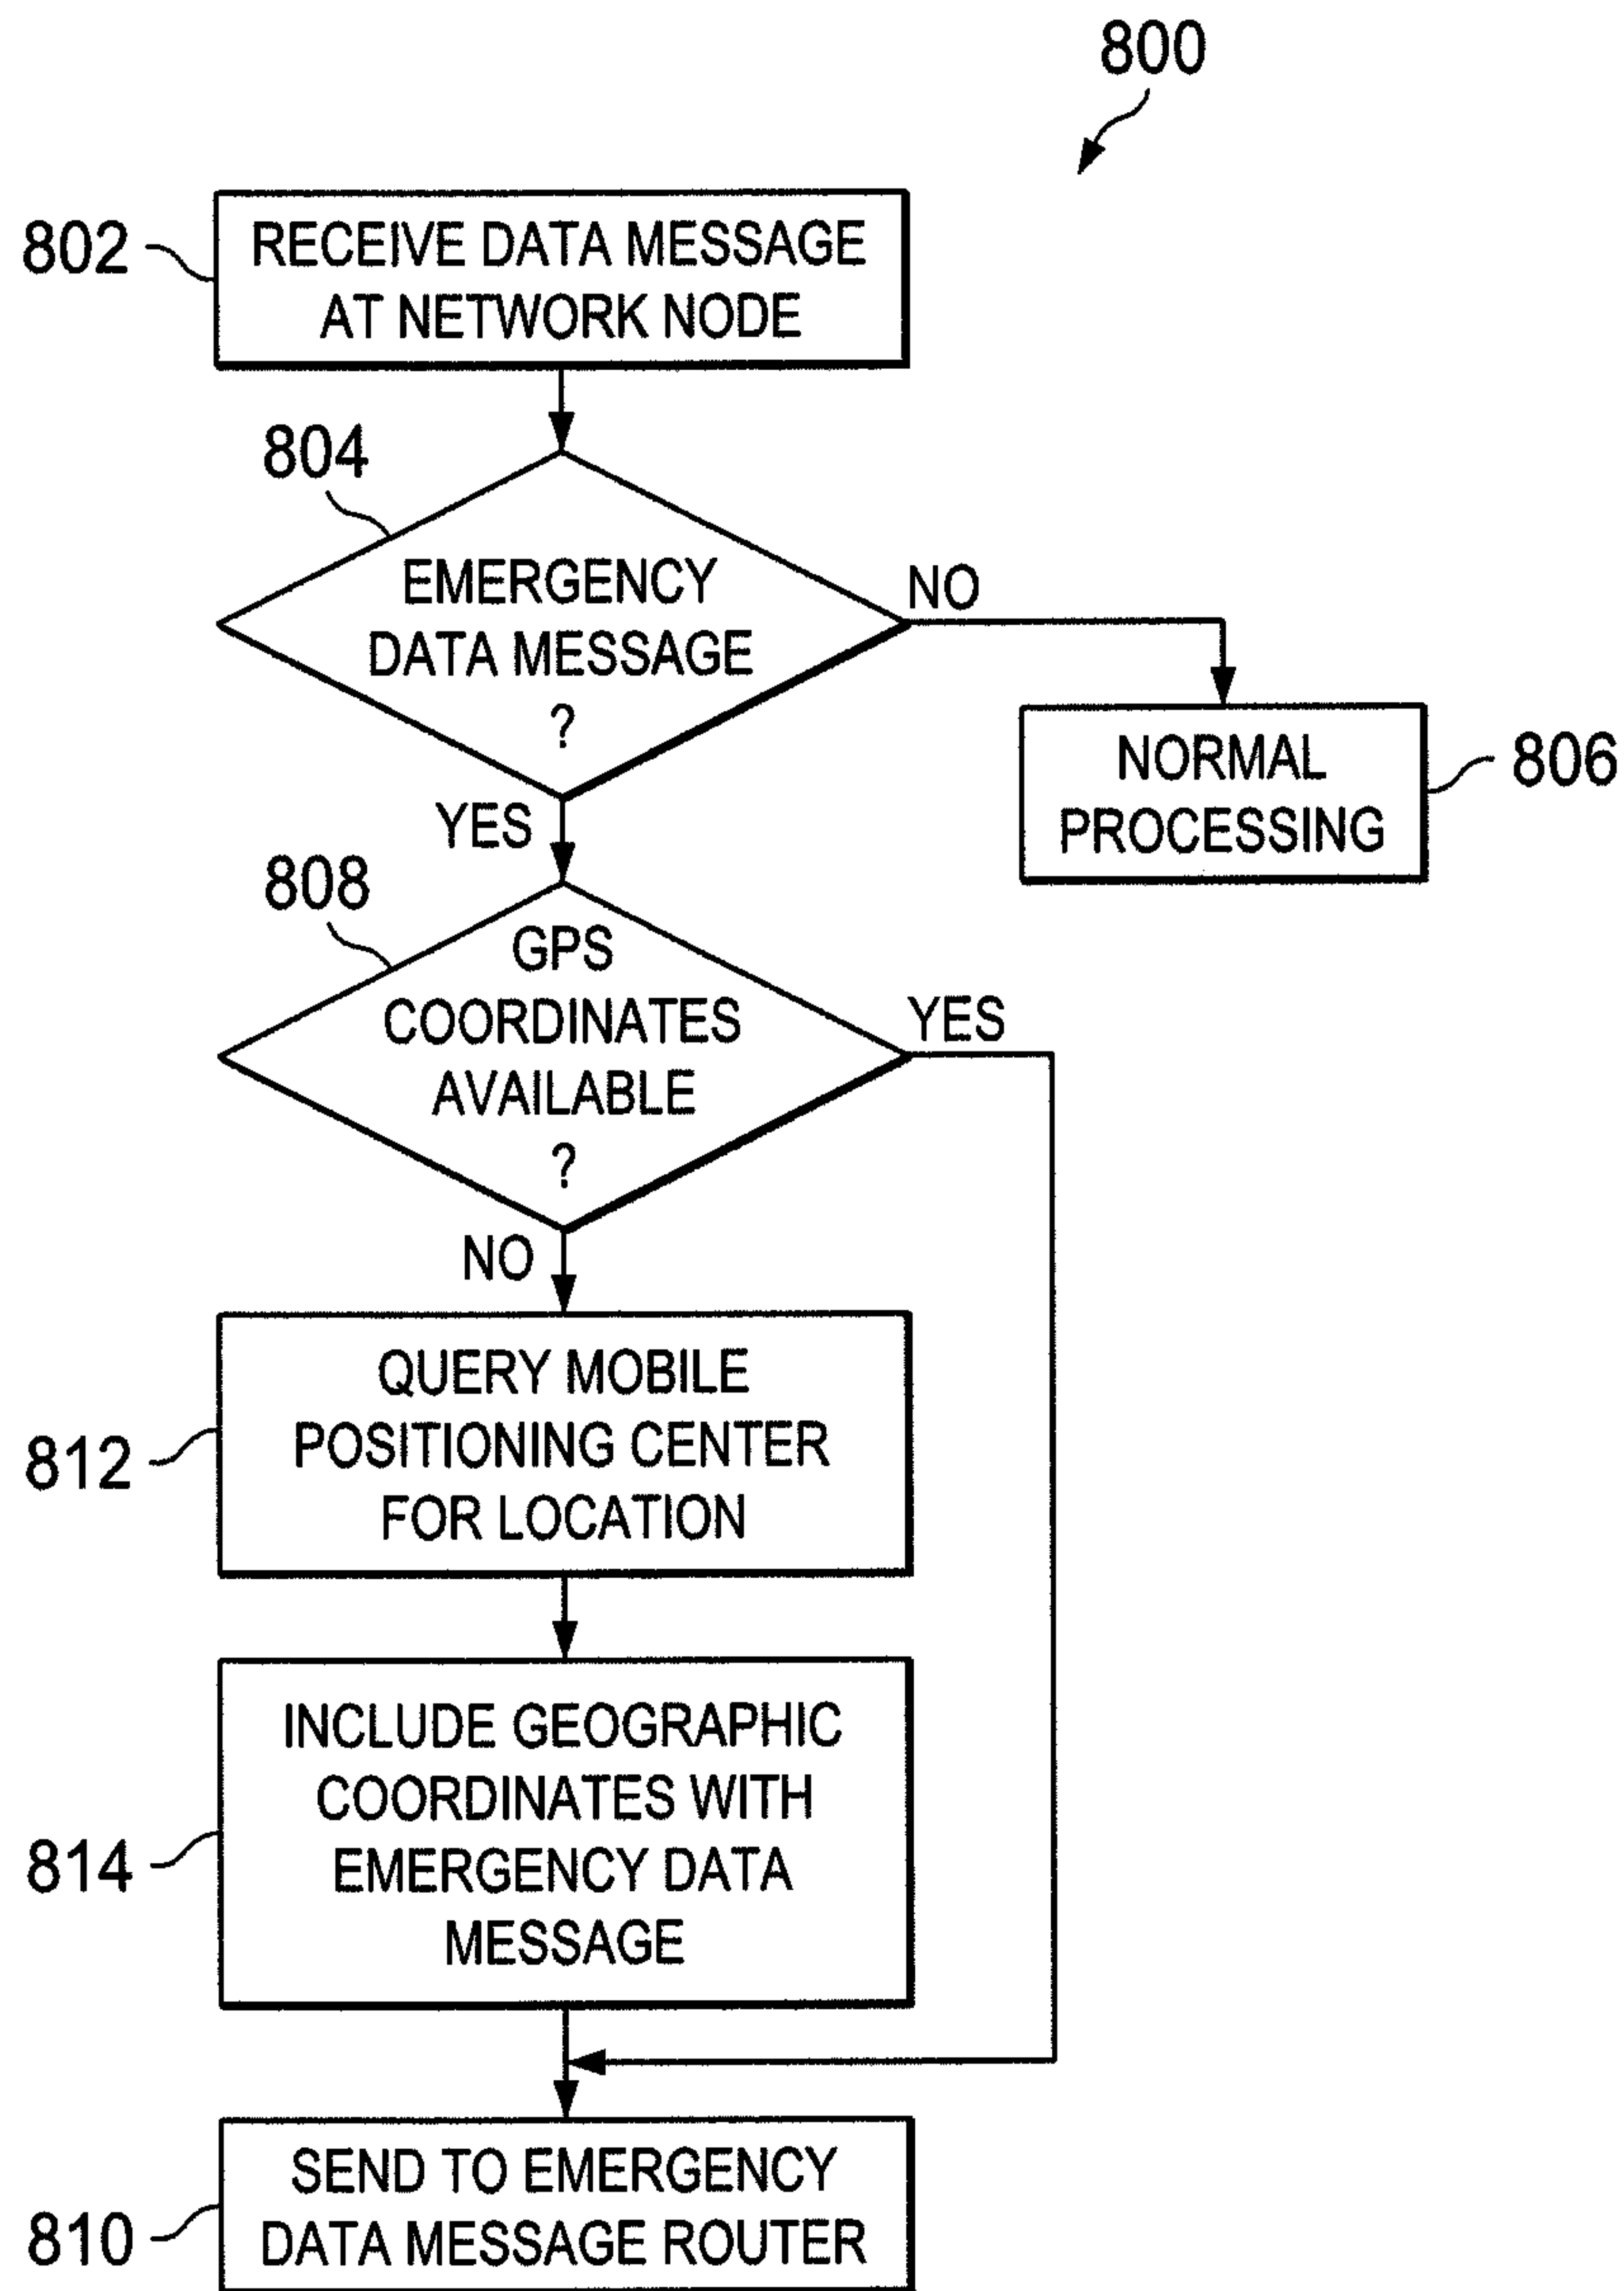 800
802
RECEIVE DATA MESSAGE
AT NETWORK NODE
804
EMERGENCY
DATA MESSAGE
?
NO
YES
NORMAL
PROCESSING
806
808
GPS
COORDINATES
AVAILABLE
?
YES
NO
812
QUERY MOBILE
POSITIONING CENTER
FOR LOCATION
814
INCLUDE GEOGRAPHIC
COORDINATES WITH
EMERGENCY DATA
MESSAGE
810
SEND TO EMERGENCY
DATA MESSAGE ROUTER